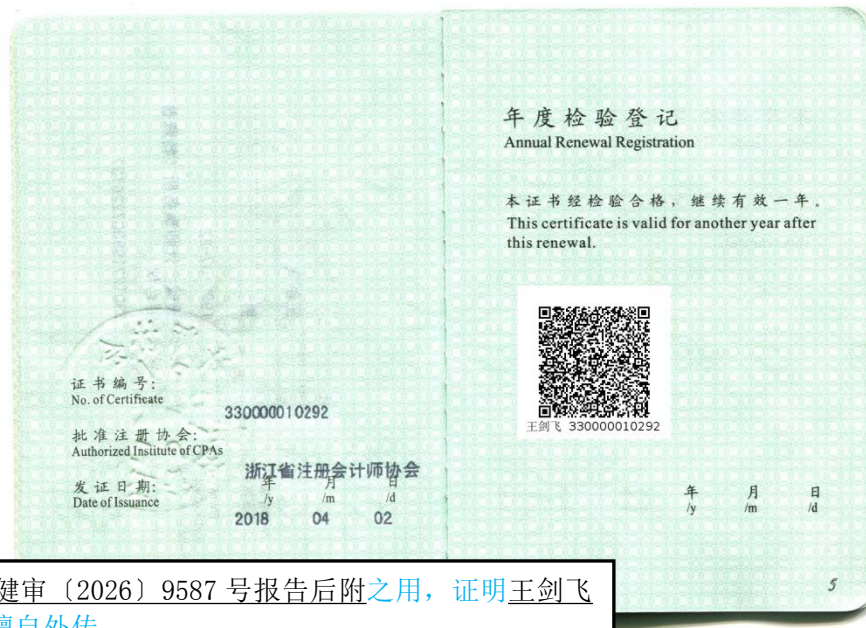 证书编号:
No. of Certificate
330000010292
批准注册协会:
Authorized Institute of CPAs
浙江省注册会计师协会
发证日期: 年 月 日
Date of Issuance /y /m /d
2018 04 02
年度检验登记
Annual Renewal Registration
本证书经检验合格，继续有效一年。
This certificate is valid for another year after
this renewal.
王剑飞 330000010292
年 月 日
/y /m /d
5
健审〔2026〕9587 号报告后附之用，证明王剑飞
擅自外传